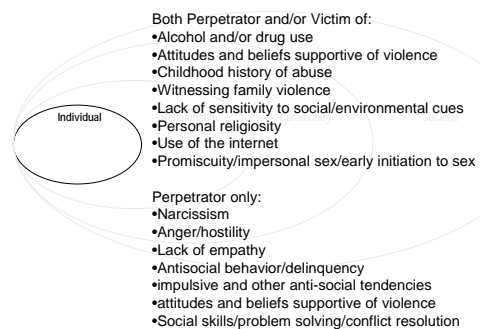 Both Perpetrator and/or Victim of:
•Alcohol and/or drug use
•Attitudes and beliefs supportive of violence
•Childhood history of abuse
•Witnessing family violence
•Lack of sensitivity to social/environmental cues
Individual
Community
Societal
•Personal religiosity
•Use of the internet
•Promiscuity/impersonal sex/early initiation to sex
Perpetrator only:
•Narcissism
•Anger/hostility
•Lack of empathy
•Antisocial behavior/delinquency
•impulsive and other anti-social tendencies
•attitudes and beliefs supportive of violence
•Social skills/problem solving/conflict resolution